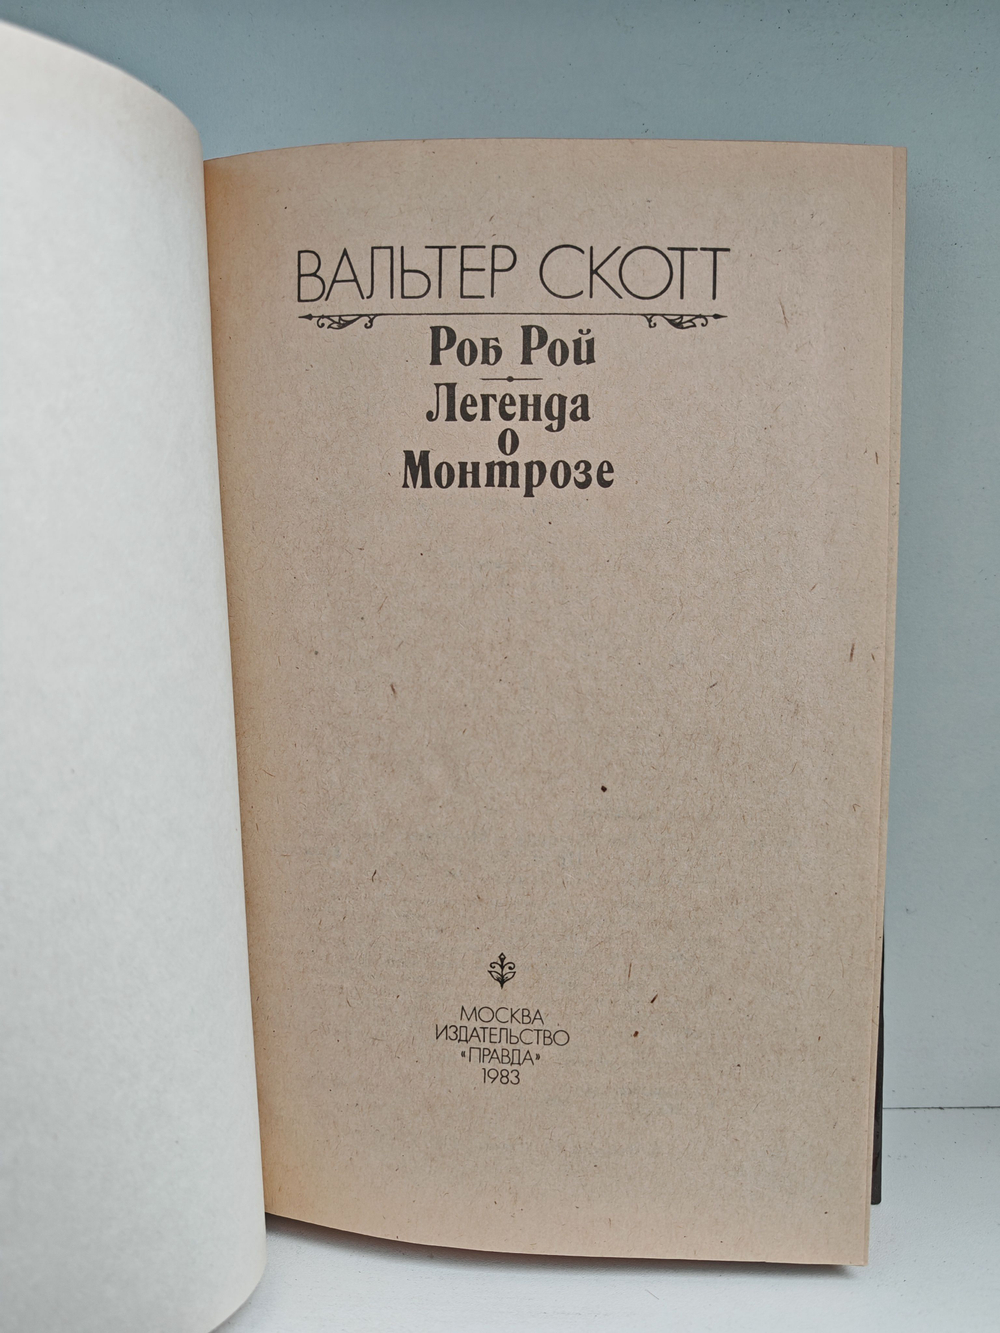 ВАЛЬТЕР СКОТТ
Роб Рой
Легенда
о
Монтрозе
МОСКВА
ИЗДАТЕЛЬСТВО
«ПРАВДА»
1983